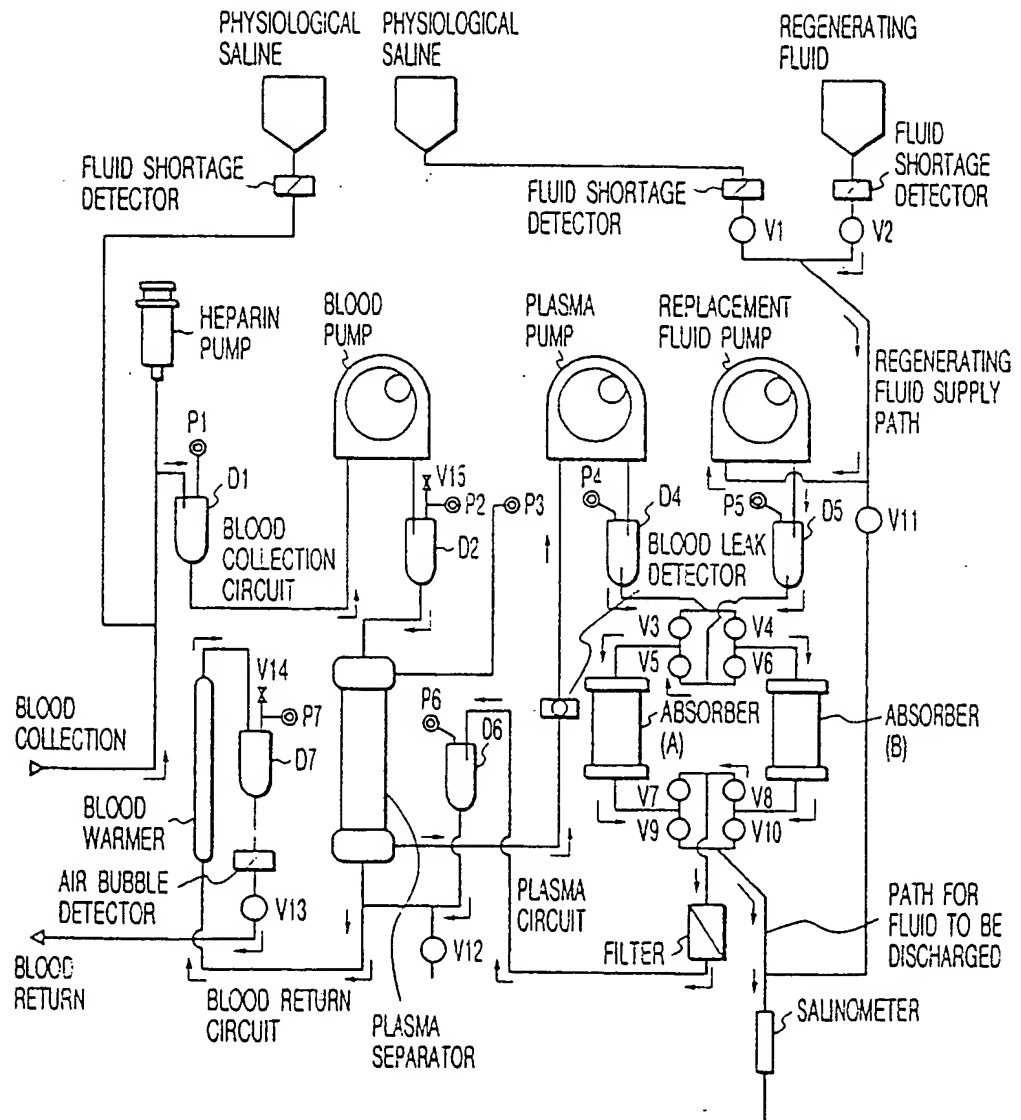 PHYSIOLOGICAL
SALINE
PHYSIOLOGICAL
SALINE
REGENERATING
FLUID
FLUID SHORTAGE
DETECTOR
FLUID SHORTAGE
DETECTOR
FLUID
SHORTAGE
DETECTOR
V1
V2
HEPARIN
PUMP
BLOOD
PUMP
PLASMA
PUMP
REPLACEMENT
FLUID PUMP
REGENERATING
FLUID SUPPLY
PATH
P1
D1
V15
P2
P3
P4
D4
P5
D5
V11
BLOOD
COLLECTION
CIRCUIT
D2
BLOOD LEAK
DETECTOR
V3
V4
V5
V6
V14
P7
D7
P6
D6
BLOOD
COLLECTION
ABSORBER
(A)
ABSORBER
(B)
BLOOD
WARMER
V7
V8
V9
V10
AIR BUBBLE
DETECTOR
V13
V12
PLASMA
CIRCUIT
FILTER
PATH FOR
FLUID TO BE
DISCHARGED
BLOOD
RETURN
BLOOD RETURN
CIRCUIT
PLASMA
SEPARATOR
SALINOMETER